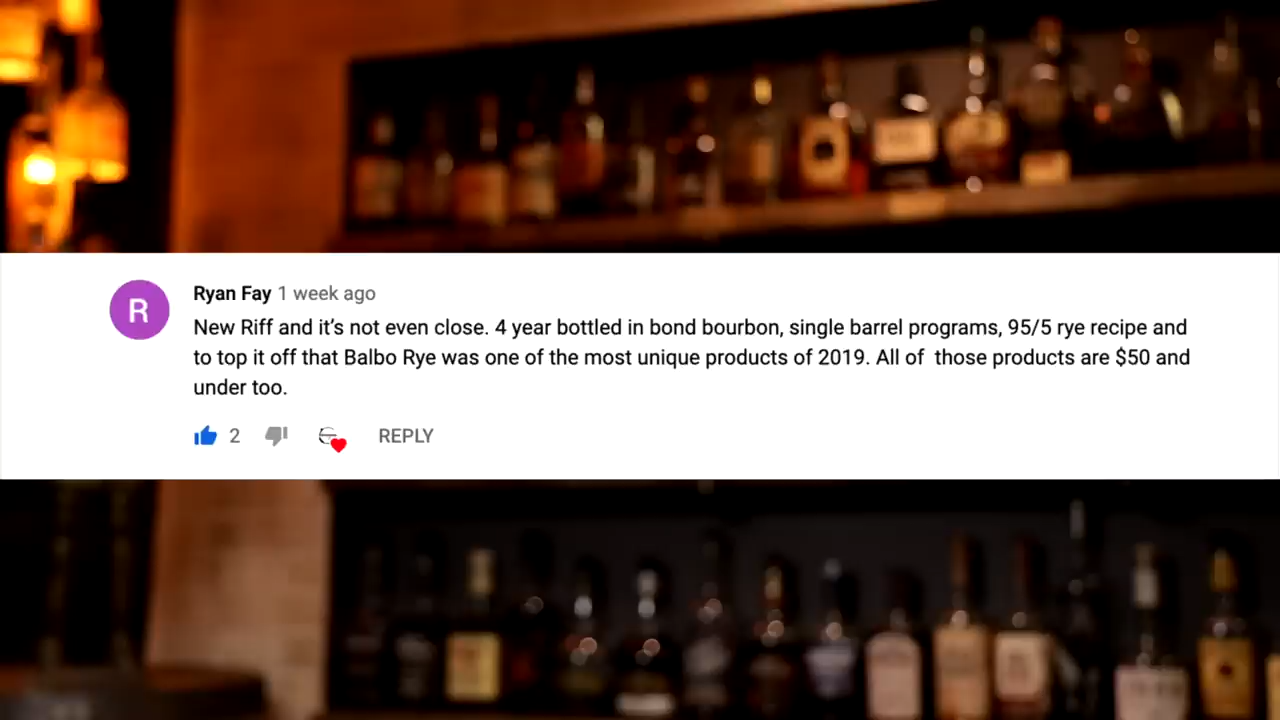 R
Ryan Fay 1 week ago
New Riff and it’s not even close. 4 year bottled in bond bourbon, single barrel programs, 95/5 rye recipe and
to top it off that Balbo Rye was one of the most unique products of 2019. All of  those products are $50 and
under too.
2
REPLY